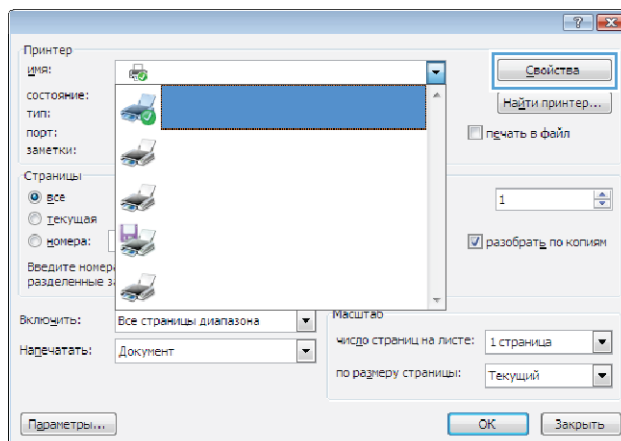 Принтер
имя:
Свойства
состояние:
Найти принтер...
тип:
порт:
печать в файл
заметки:
Страницы
все
1
текущая
номера:
разобрать по копиям
Введите номер
разделенные з
Включить:
Все страницы диапазона
Масштаб
число страниц на листе:
1 страница
Напечатать:
Документ
по размеру страницы:
Текущий
Параметры...
ОК
Закрыть